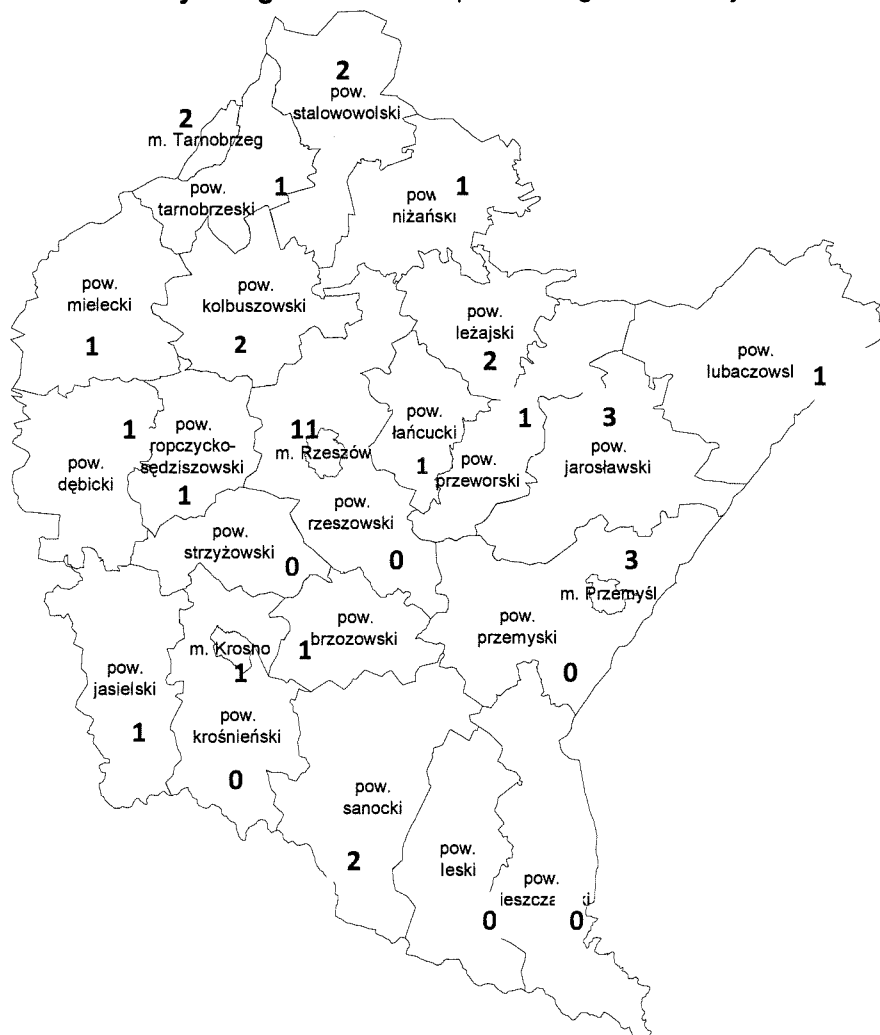 2
pow.
stalowowolski
2
m. Tarnobrzeg
pow.
tarnobrzeski
1
1
niżański
pow.
mielecki
1
pow.
kolbuszowski
2
pow.
leżajski
2
pow.
1
1
pow.
dębicki
pow.
ropczycko-
sędziszowski
1
11
m. Rzeszów
pow.
łańcucki
1
1
pow.
przeworski
3
pow.
jarosławski
pow.
strzyżowski
0
pow.
rzeszowski
0
3
m. Przemyśl
pow.
przemyski
0
pow.
jasielski
1
m. Krosno
1
pow.
krośnieński
0
pow.
brzozowski
1
pow.
sanocki
2
pow.
leski
0
pow.
0